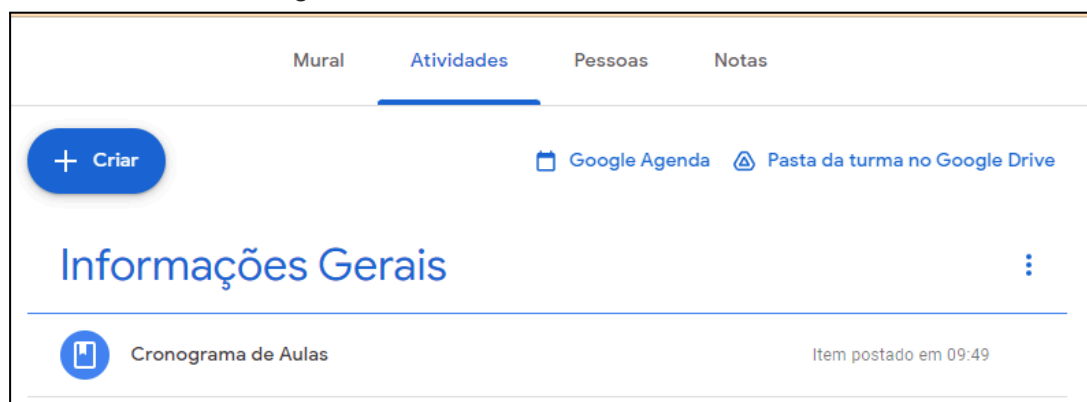 Mural Atividades Pessoas Notas
+ Criar Google Agenda Pasta da turma no Google Drive
Informações Gerais
Cronograma de Aulas Item postado em 09:49